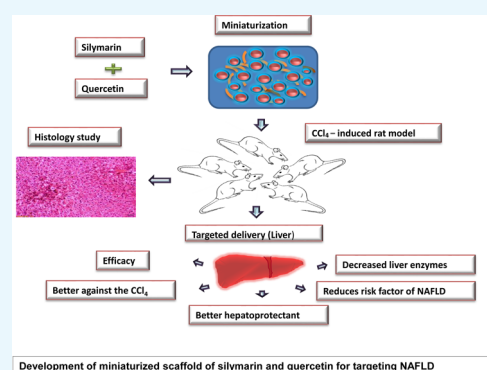 Miniaturization
Silymarin
Quercetin
Histology study
CCl₄ – induced rat model
Targeted delivery (Liver)
Efficacy
Decreased liver enzymes
Better against the CCl₄
Reduces risk factor of NAFLD
Better hepatoprotectant
Development of miniaturized scaffold of silymarin and quercetin for targeting NAFLD